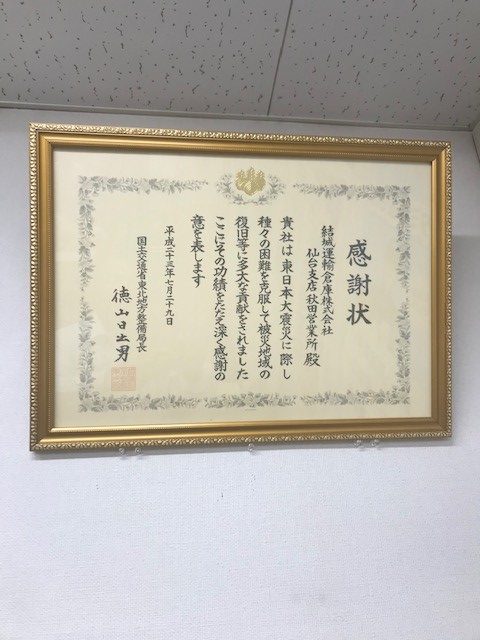 感謝状
結城運輸倉庫株式会社
仙台支店秋田営業所 殿
貴社は東日本大震災に際し
種々の困難を克服して被災地域の
復旧等に多大な貢献をされました
ここにその功績をたたえ深く感謝の
意を表します
平成二十三年七月二十九日
国土交通省東北地方整備局長
徳山日出男